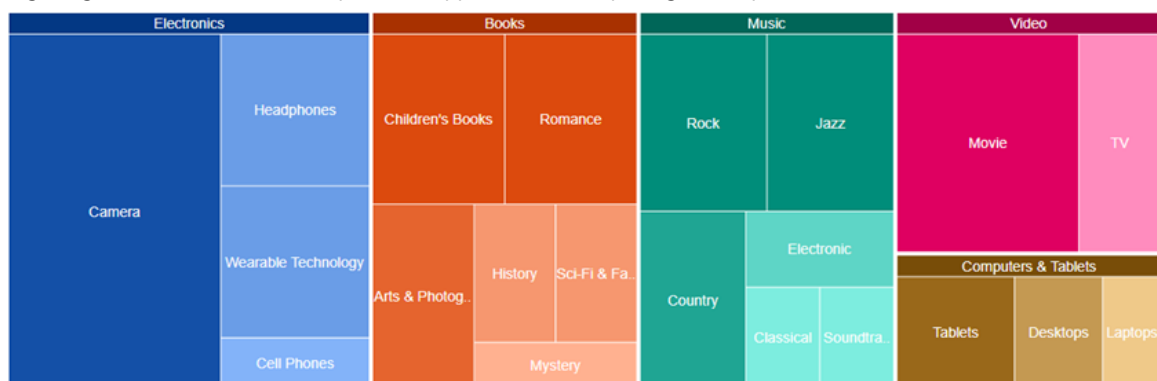 Electronics
Camera
Headphones
Wearable Technology
Cell Phones
Books
Children's Books
Romance
Arts & Photog..
History
Sci-Fi & Fa..
Mystery
Music
Rock
Jazz
Country
Electronic
Classical
Soundtra..
Video
Movie
TV
Computers & Tablets
Tablets
Desktops
Laptops